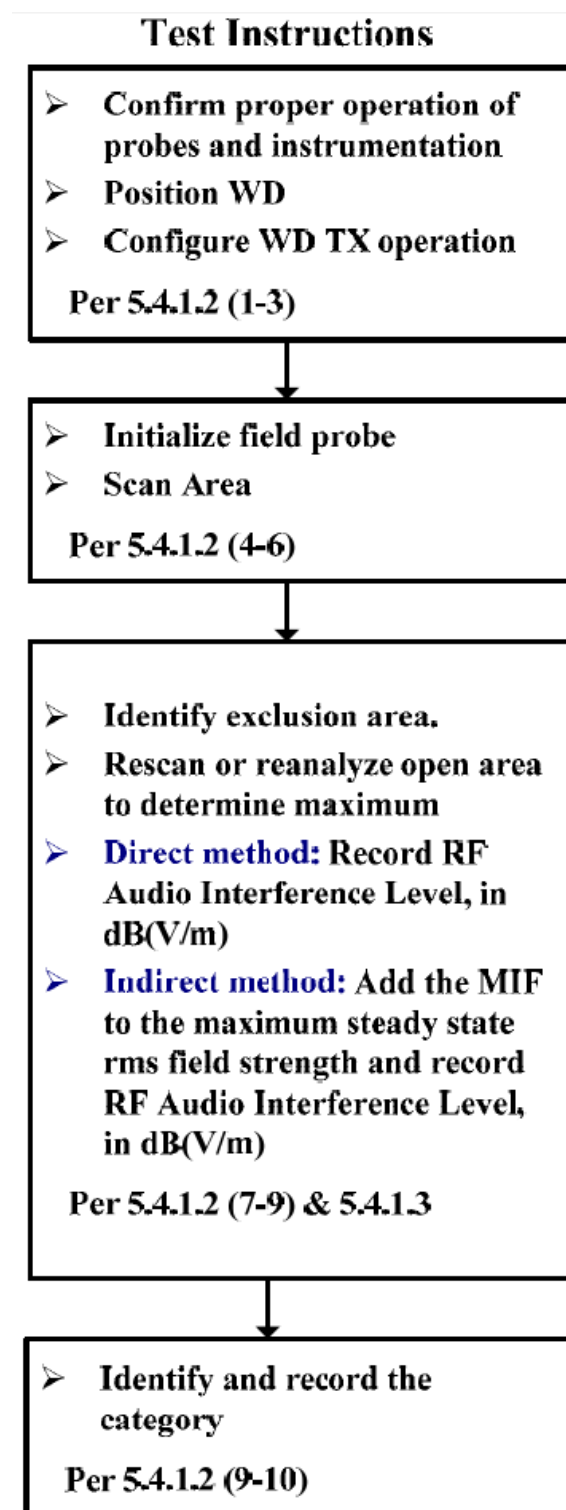 Test Instructions
➢ Confirm proper operation of
probes and instrumentation
➢ Position WD
➢ Configure WD TX operation
Per 5.4.1.2 (1-3)
➢ Initialize field probe
➢ Scan Area
Per 5.4.1.2 (4-6)
➢ Identify exclusion area.
➢ Rescan or reanalyze open area
to determine maximum
➢ Direct method: Record RF
Audio Interference Level, in
dB(V/m)
➢ Indirect method: Add the MIF
to the maximum steady state
rms field strength and record
RF Audio Interference Level,
in dB(V/m)
Per 5.4.1.2 (7-9) & 5.4.1.3
➢ Identify and record the
category
Per 5.4.1.2 (9-10)